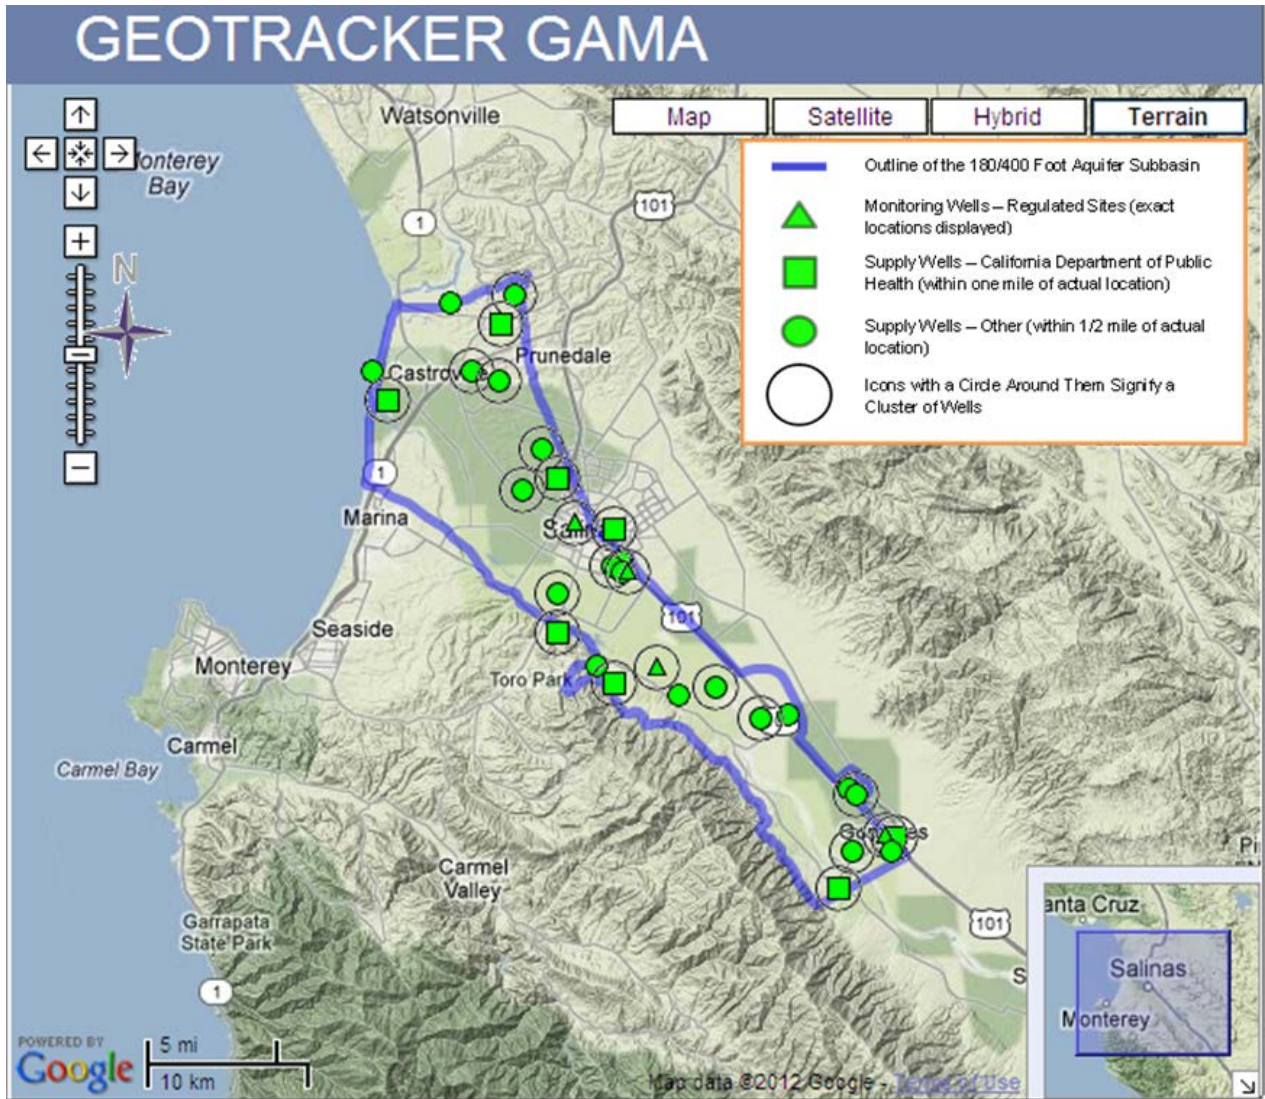 GEOTRACKER GAMA
Map
Satellite
Hybrid
Terrain
Watsonville
Monterey
Bay
N
1
101
Outline of the 180/400 Foot Aquifer Subbasin
Monitoring Wells – Regulated Sites (exact
locations displayed)
Supply Wells – California Department of Public
Health (within one mile of actual location)
Supply Wells – Other (within 1/2 mile of actual
location)
Icons with a Circle Around Them Signify a
Cluster of Wells
Prunedale
1
Marina
101
Seaside
Monterey
Toro Park
Carmel
Carmel Bay
Carmel
Valley
Garrapata
State Park
101
1
anta Cruz
Salinas
Monterey
POWERED BY
Google
5 mi
10 km
Map data ©2012 Google - Terms of Use